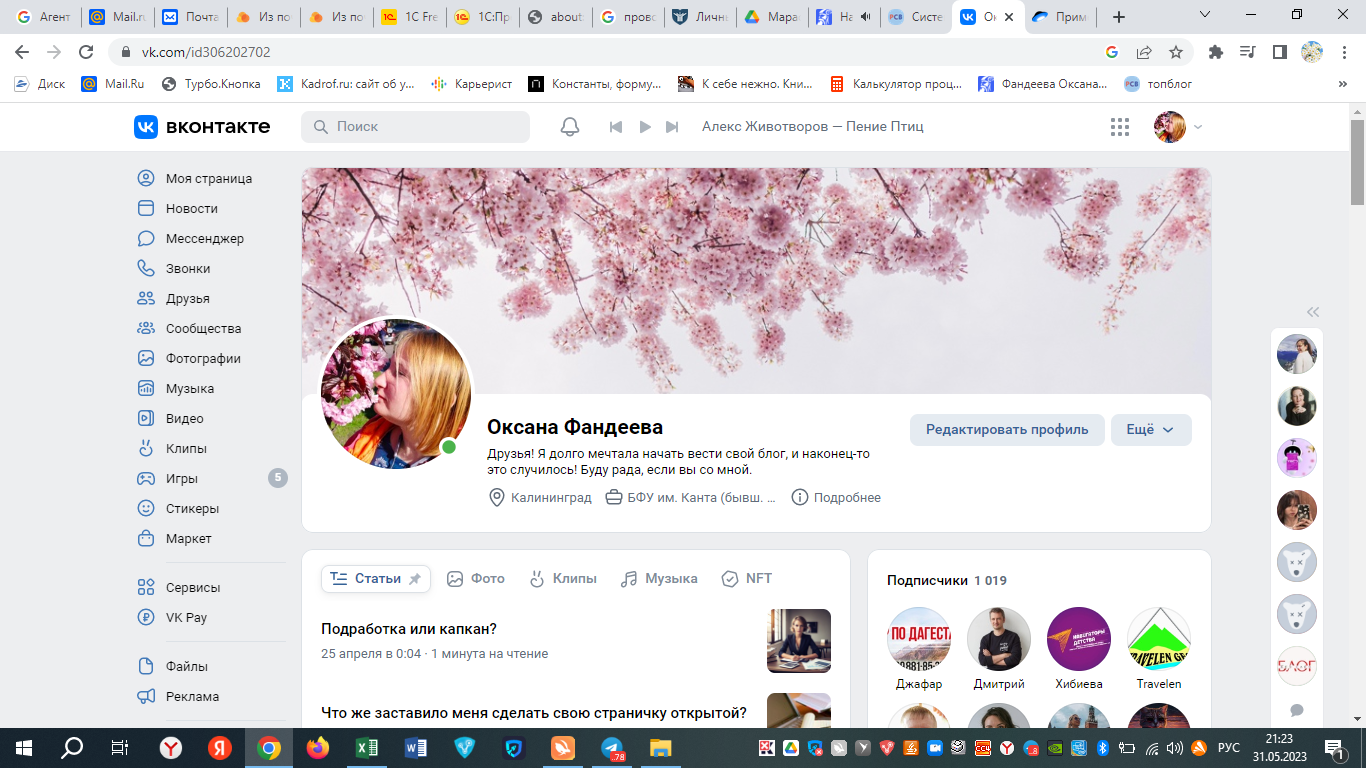 Агент
Mail.ru
Почта
Из по
Из по
1С Fre
1С:Пр
about:
пров
Личн
Мара
На
Систе
Ок
Прим
vk.com/id306202702
Диск
Mail.Ru
Турбо.Кнопка
Kadrof.ru: сайт об у...
Карьерист
Константы, форму...
К себе нежно. Кни...
Калькулятор проц...
Фандеева Оксана...
топблог
вконтакте
Поиск
Алекс Животворов — Пение Птиц
Моя страница
Новости
Мессенджер
Звонки
Друзья
Сообщества
Фотографии
Музыка
Видео
Клипы
Игры
5
Стикеры
Маркет
Сервисы
VK Pay
Файлы
Реклама
Оксана Фандеева
Редактировать профиль
Ещё
Друзья! Я долго мечтала начать вести свой блог, и наконец-то
это случилось! Буду рада, если вы со мной.
Калининград
БФУ им. Канта (бывш. ...
Подробнее
Статьи
Фото
Клипы
Музыка
NFT
Подработка или капкан?
25 апреля в 0:04 · 1 минута на чтение
Что же заставило меня сделать свою страничку открытой?
Подписчики 1 019
Джафар
Дмитрий
Хибиева
Travelen
БЛОГ
РУС
21:23
31.05.2023